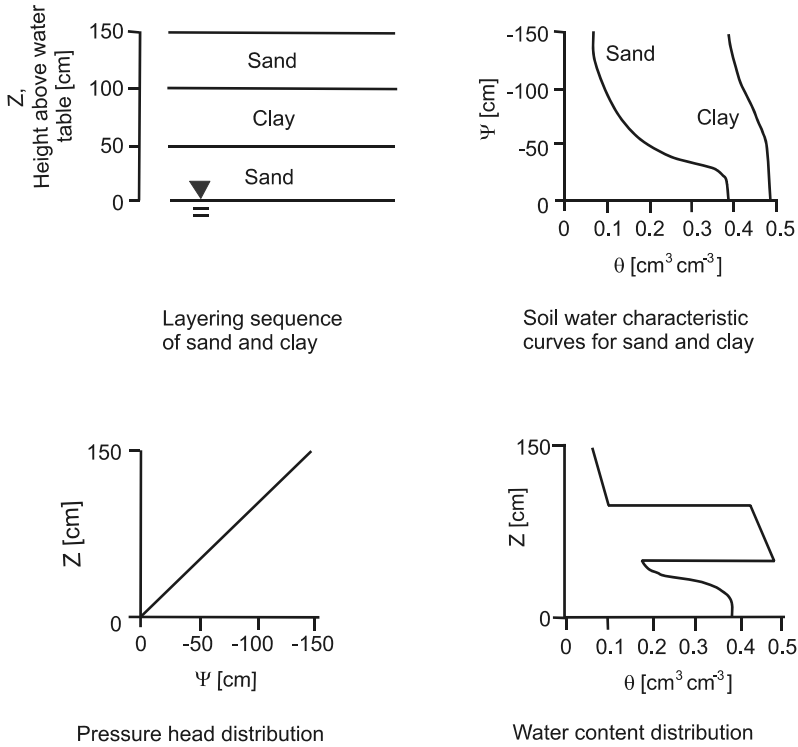 Z,
Height above water
table [cm]
150
100
50
0
Sand
Clay
Sand
Layering sequence
of sand and clay
Ψ [cm]
-150
-100
-50
0
Sand
Clay
0 0.1 0.2 0.3 0.4 0.5
θ [cm³ cm⁻³]
Soil water characteristic
curves for sand and clay
Z [cm]
150
0
0 -50 -100 -150
Ψ [cm]
Pressure head distribution
Z [cm]
150
0
0 0.1 0.2 0.3 0.4 0.5
θ [cm³ cm⁻³]
Water content distribution